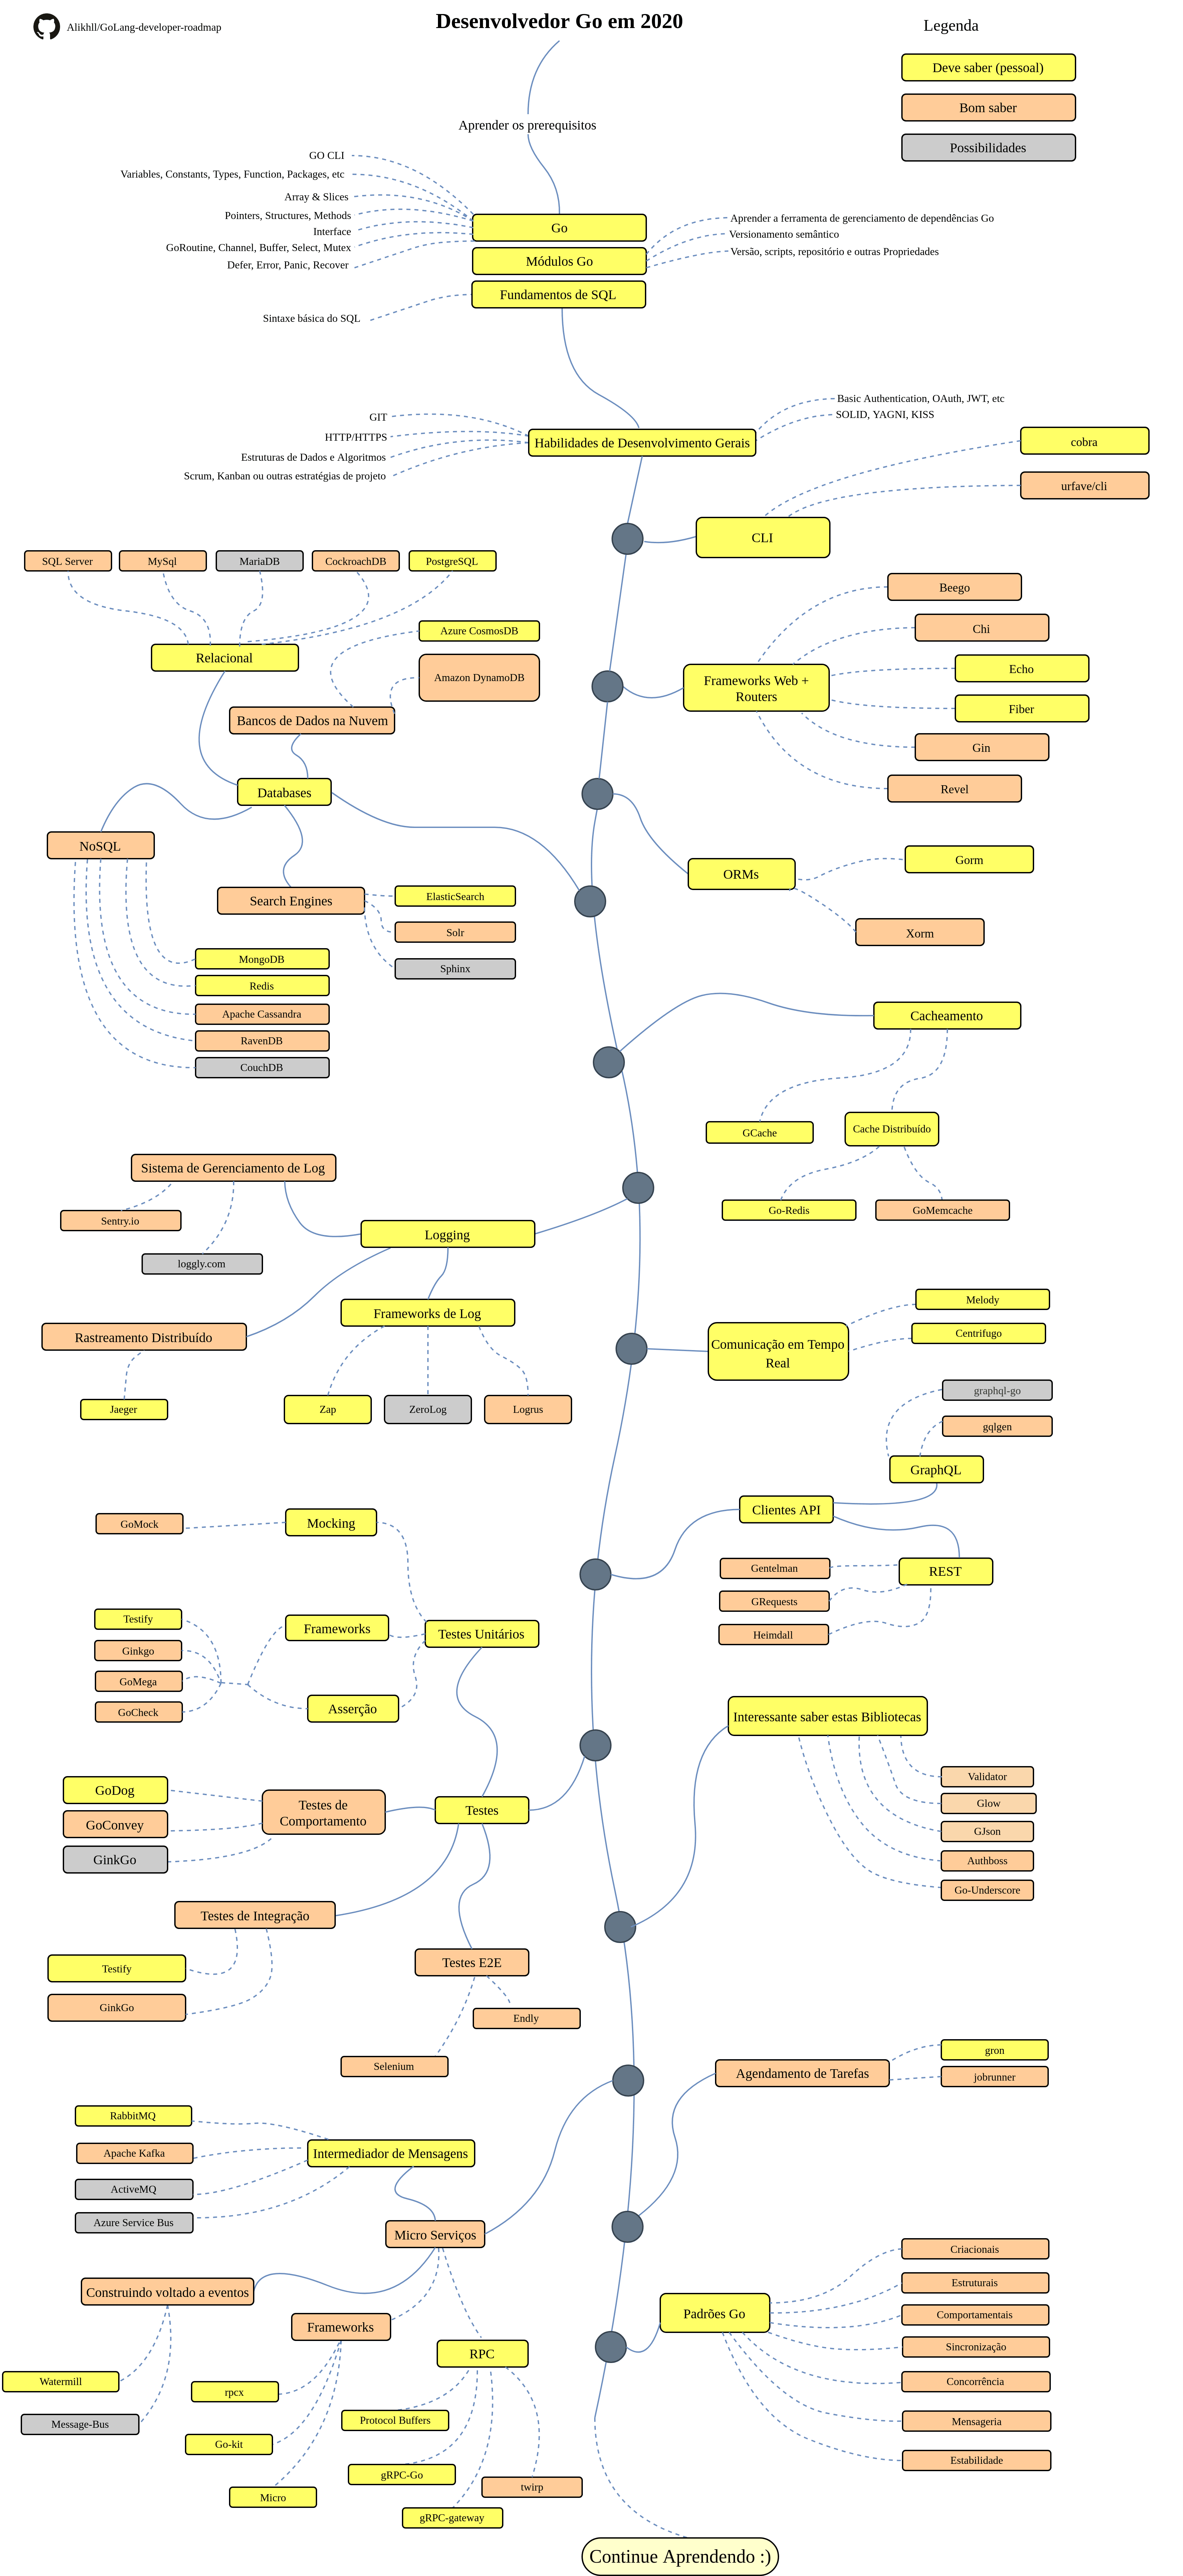 Alikhll/GoLang-developer-roadmap
Desenvolvedor Go em 2020
Legenda
Deve saber (pessoal)
Bom saber
Possibilidades
Aprender os prerequisitos
GO CLI
Variables, Constants, Types, Function, Packages, etc
Array & Slices
Pointers, Structures, Methods
Interface
GoRoutine, Channel, Buffer, Select, Mutex
Defer, Error, Panic, Recover
Go
Módulos Go
Fundamentos de SQL
Aprender a ferramenta de gerenciamento de dependências Go
Versionamento semântico
Versão, scripts, repositório e outras Propriedades
Sintaxe básica do SQL
GIT
HTTP/HTTPS
Estruturas de Dados e Algoritmos
Scrum, Kanban ou outras estratégias de projeto
Habilidades de Desenvolvimento Gerais
Basic Authentication, OAuth, JWT, etc
SOLID, YAGNI, KISS
cobra
urfave/cli
CLI
SQL Server
MySql
MariaDB
CockroachDB
PostgreSQL
Relacional
Azure CosmosDB
Amazon DynamoDB
Bancos de Dados na Nuvem
Databases
NoSQL
Search Engines
ElasticSearch
Solr
Sphinx
MongoDB
Redis
Apache Cassandra
RavenDB
CouchDB
Beego
Chi
Frameworks Web +
Routers
Echo
Fiber
Gin
Revel
ORMs
Gorm
Xorm
Cacheamento
GCache
Cache Distribuído
Go-Redis
GoMemcache
Sistema de Gerenciamento de Log
Sentry.io
loggly.com
Logging
Frameworks de Log
Rastreamento Distribuído
Jaeger
Zap
ZeroLog
Logrus
Melody
Centrifugo
Comunicação em Tempo
Real
graphql-go
gqlgen
GraphQL
Clientes API
REST
Gentelman
GRequests
Heimdall
GoMock
Mocking
Testify
Ginkgo
GoMega
GoCheck
Frameworks
Testes Unitários
Asserção
Interessante saber estas Bibliotecas
Validator
Glow
GJson
Authboss
Go-Underscore
GoDog
GoConvey
GinkGo
Testes de
Comportamento
Testes
Testes de Integração
Testify
GinkGo
Testes E2E
Endly
Selenium
Agendamento de Tarefas
gron
jobrunner
RabbitMQ
Apache Kafka
ActiveMQ
Azure Service Bus
Intermediador de Mensagens
Micro Serviços
Construindo voltado a eventos
Frameworks
RPC
Watermill
Message-Bus
rpcx
Go-kit
Micro
Protocol Buffers
gRPC-Go
twirp
gRPC-gateway
Padrões Go
Criacionais
Estruturais
Comportamentais
Sincronização
Concorrência
Mensageria
Estabilidade
Continue Aprendendo :)